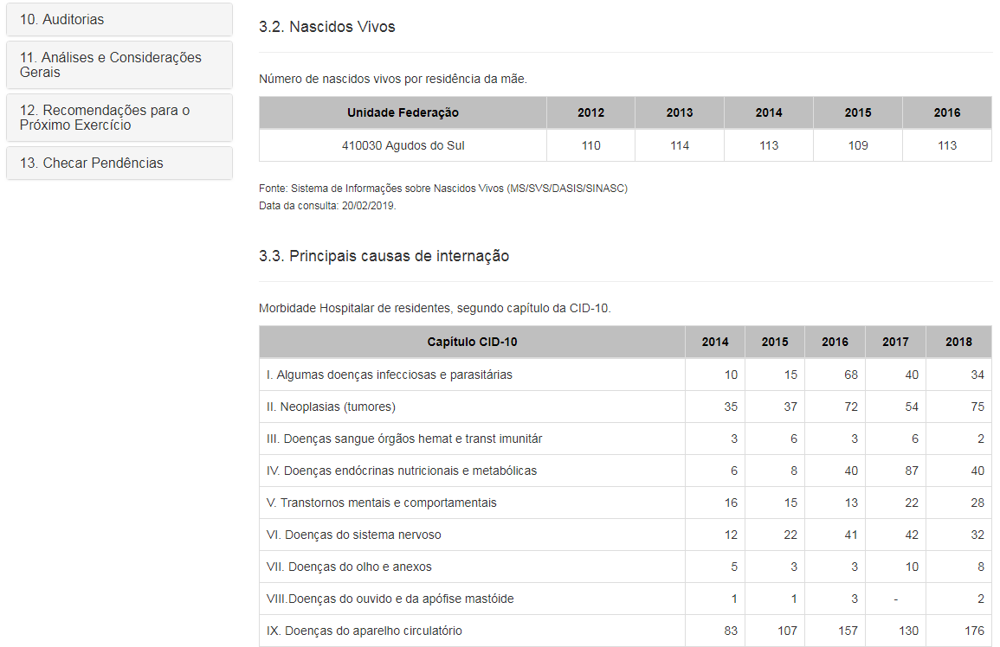 10. Auditorias
11. Análises e Considerações
Gerais
12. Recomendações para o
Próximo Exercício
13. Checar Pendências
3.2. Nascidos Vivos
Número de nascidos vivos por residência da mãe.
Unidade Federação 2012 2013 2014 2015 2016
410030 Agudos do Sul 110 114 113 109 113
Fonte: Sistema de Informações sobre Nascidos Vivos (MS/SVS/DASIS/SINASC)
Data da consulta: 20/02/2019.
3.3. Principais causas de internação
Morbidade Hospitalar de residentes, segundo capítulo da CID-10.
Capítulo CID-10 2014 2015 2016 2017 2018
I. Algumas doenças infecciosas e parasitárias 10 15 68 40 34
II. Neoplasias (tumores) 35 37 72 54 75
III. Doenças sangue órgãos hemat e transt imunitár 3 6 3 6 2
IV. Doenças endócrinas nutricionais e metabólicas 6 8 40 87 40
V. Transtornos mentais e comportamentais 16 15 13 22 28
VI. Doenças do sistema nervoso 12 22 41 42 32
VII. Doenças do olho e anexos 5 3 3 10 8
VIII.Doenças do ouvido e da apófise mastóide 1 1 3 - 2
IX. Doenças do aparelho circulatório 83 107 157 130 176